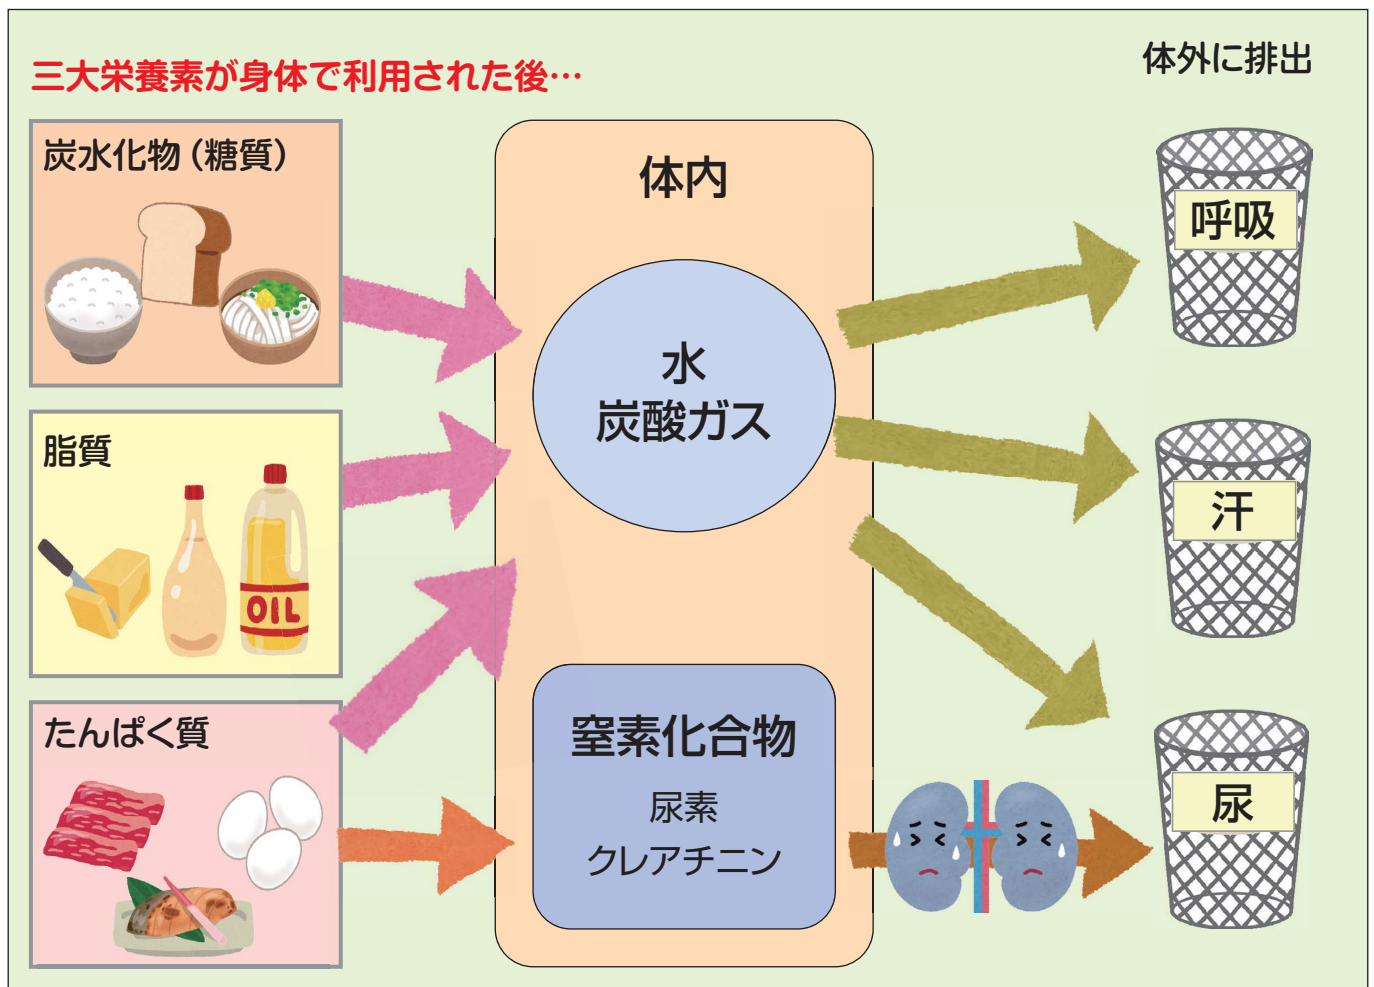 三大栄養素が身体で利用された後…
体外に排出
炭水化物（糖質）
脂質
OIL
たんぱく質
体内
水
炭酸ガス
窒素化合物
尿素
クレアチニン
呼吸
汗
尿